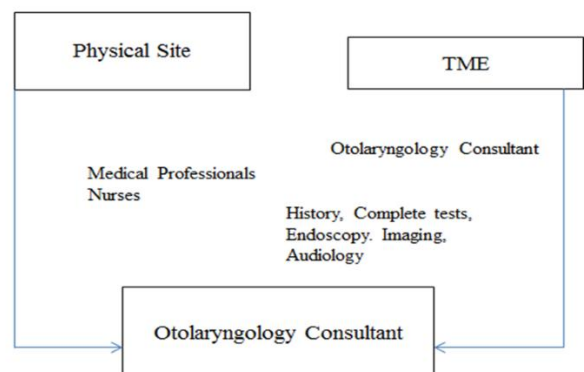 Physical Site
TME
Otolaryngology Consultant
Medical Professionals
Nurses
History, Complete tests,
Endoscopy. Imaging,
Audiology
Otolaryngology Consultant